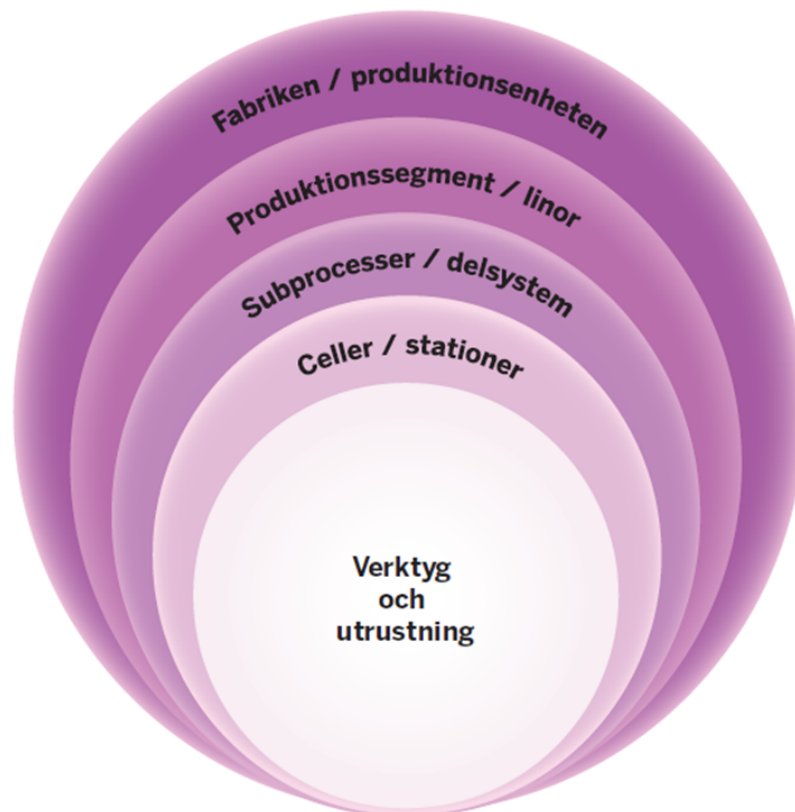 Fabriken / produktionsenheten
Produktionssegment / linor
Subprocesser / delsystem
Celler / stationer
Verktyg
och
utrustning